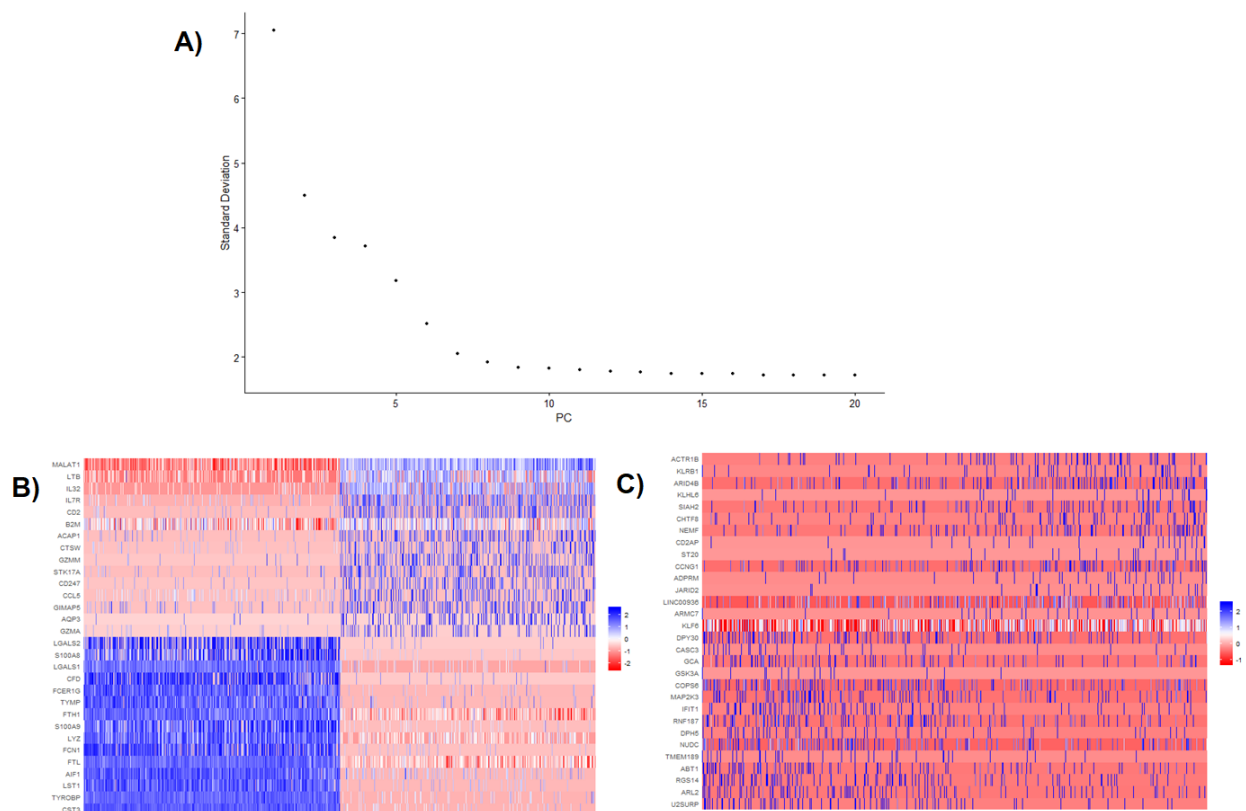 A)
7
6
5
4
3
2
Standard Deviation
5
10
15
20
PC
B)
MALAT1
LTB
IL32
IL7R
CD2
B2M
ACAP1
CTSW
GZMM
STK17A
CD247
CCL5
GIMAP5
AQP3
GZMA
LGALS2
S100A8
LGALS1
CFD
FCER1G
TYMP
FTH1
S100A9
LYZ
FCN1
FTL
AIF1
LST1
TYROBP
CST3
2
1
0
-1
-2
C)
ACTR1B
KLRB1
ARID4B
KLHL6
SIAH2
CHTF8
NEMF
CD2AP
ST20
CCNG1
ADPRM
JARID2
LINC00936
ARMC7
KLF6
DPY30
CASC3
GCA
GSK3A
COPS6
MAP2K3
IFIT1
RNF187
DPH6
NUDC
TMEM189
ABT1
RGS14
ARL2
U2SURP
2
1
0
-1